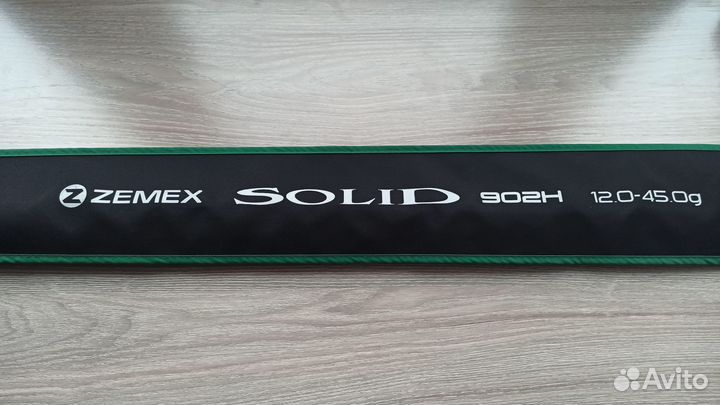 ZEMEX SOLID 902H 12.0-45.0g
Avito